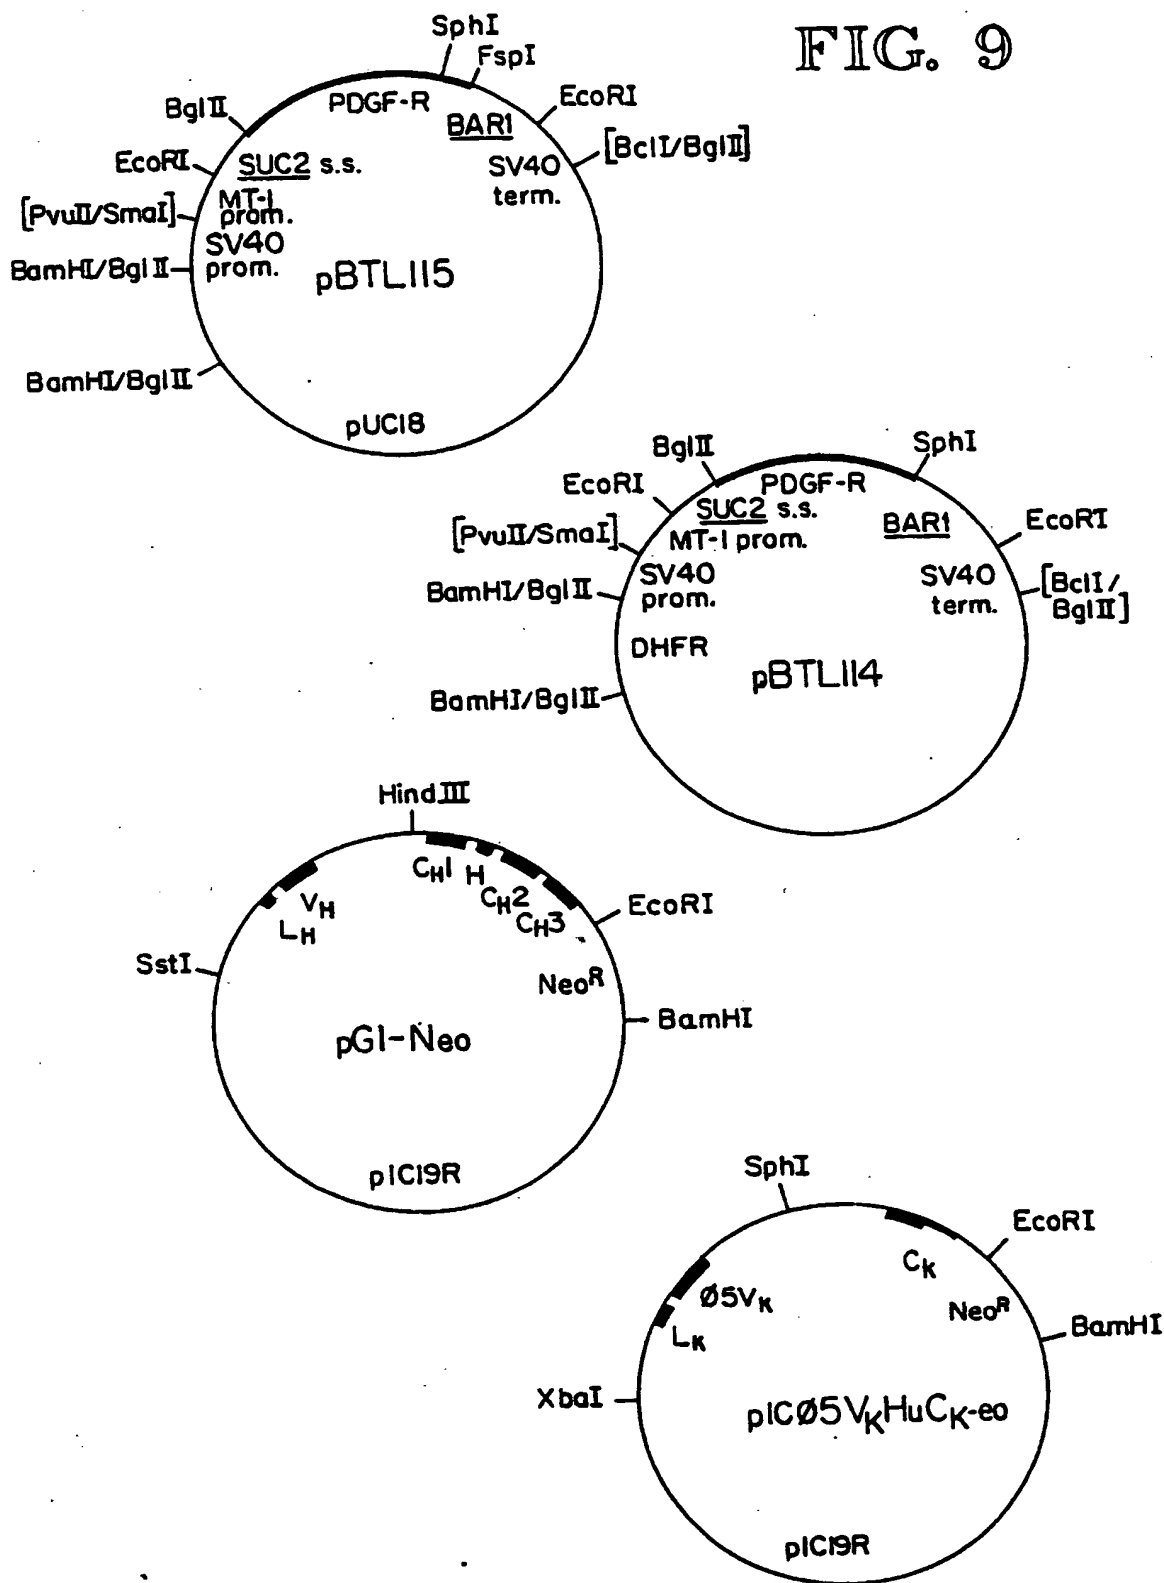 FIG. 9
SphI
FspI
BglII
PDGF-R
EcoRI
BAR1
[BclI/BglII]
EcoRI
SUC2 s.s.
SV40
term.
[PvuII/SmaI]
MT-1
prom.
SV40
prom.
BamHI/BglII
pBTL115
BamHI/BglII
pUC18
BglII
SphI
EcoRI
PDGF-R
SUC2 s.s.
BAR1
EcoRI
[PvuII/SmaI]
MT-1 prom.
BamHI/BglII
SV40
prom.
SV40
term.
[BclI/
BglII]
DHFR
pBTL114
BamHI/BglII
HindIII
CH1
H
CH2
CH3
VH
LH
EcoRI
SstI
NeoR
BamHI
pG1-Neo
pIC19R
SphI
EcoRI
CK
Ø5VK
NeoR
LK
BamHI
XbaI
pICØ5VKHuCK-eo
pIC19R